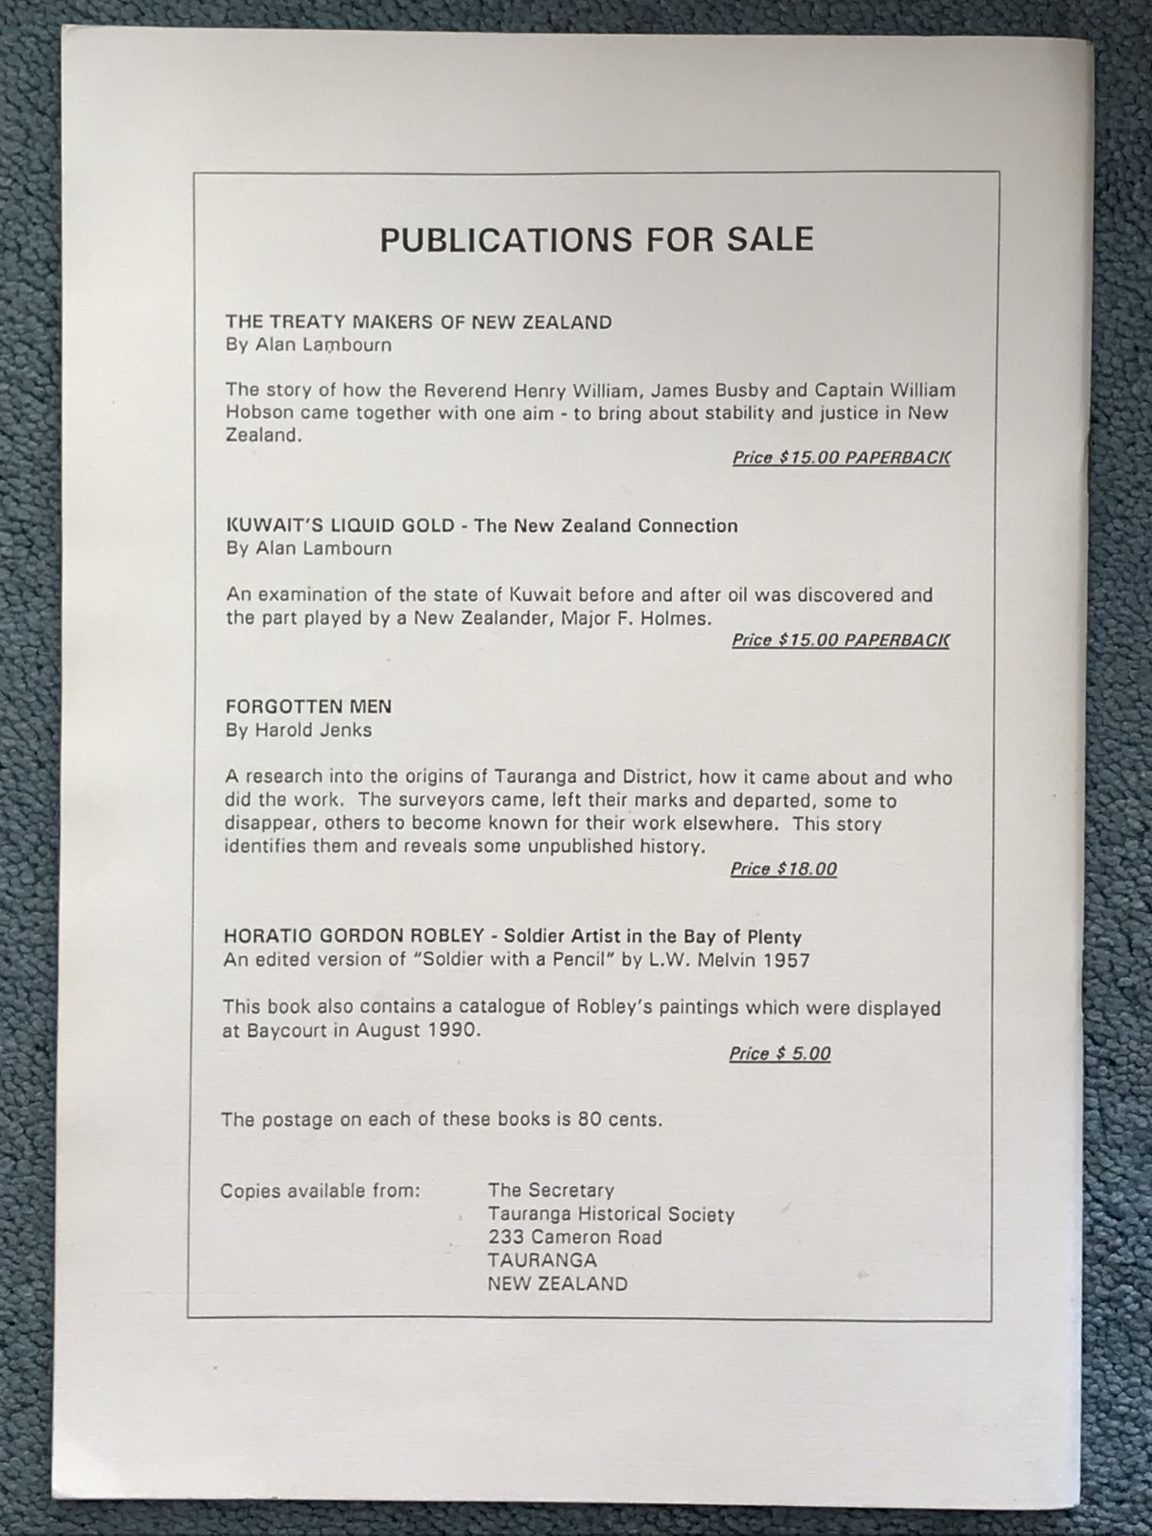 PUBLICATIONS FOR SALE
THE TREATY MAKERS OF NEW ZEALAND
By Alan Lambourn
The story of how the Reverend Henry William, James Busby and Captain William
Hobson came together with one aim - to bring about stability and justice in New
Zealand.
Price $15.00 PAPERBACK
KUWAIT'S LIQUID GOLD - The New Zealand Connection
By Alan Lambourn
An examination of the state of Kuwait before and after oil was discovered and
the part played by a New Zealander, Major F. Holmes.
Price $15.00 PAPERBACK
FORGOTTEN MEN
By Harold Jenks
A research into the origins of Tauranga and District, how it came about and who
did the work.  The surveyors came, left their marks and departed, some to
disappear, others to become known for their work elsewhere.  This story
identifies them and reveals some unpublished history.
Price $18.00
HORATIO GORDON ROBLEY - Soldier Artist in the Bay of Plenty
An edited version of "Soldier with a Pencil" by L.W. Melvin 1957
This book also contains a catalogue of Robley's paintings which were displayed
at Baycourt in August 1990.
Price $ 5.00
The postage on each of these books is 80 cents.
Copies available from: The Secretary
Tauranga Historical Society
233 Cameron Road
TAURANGA
NEW ZEALAND